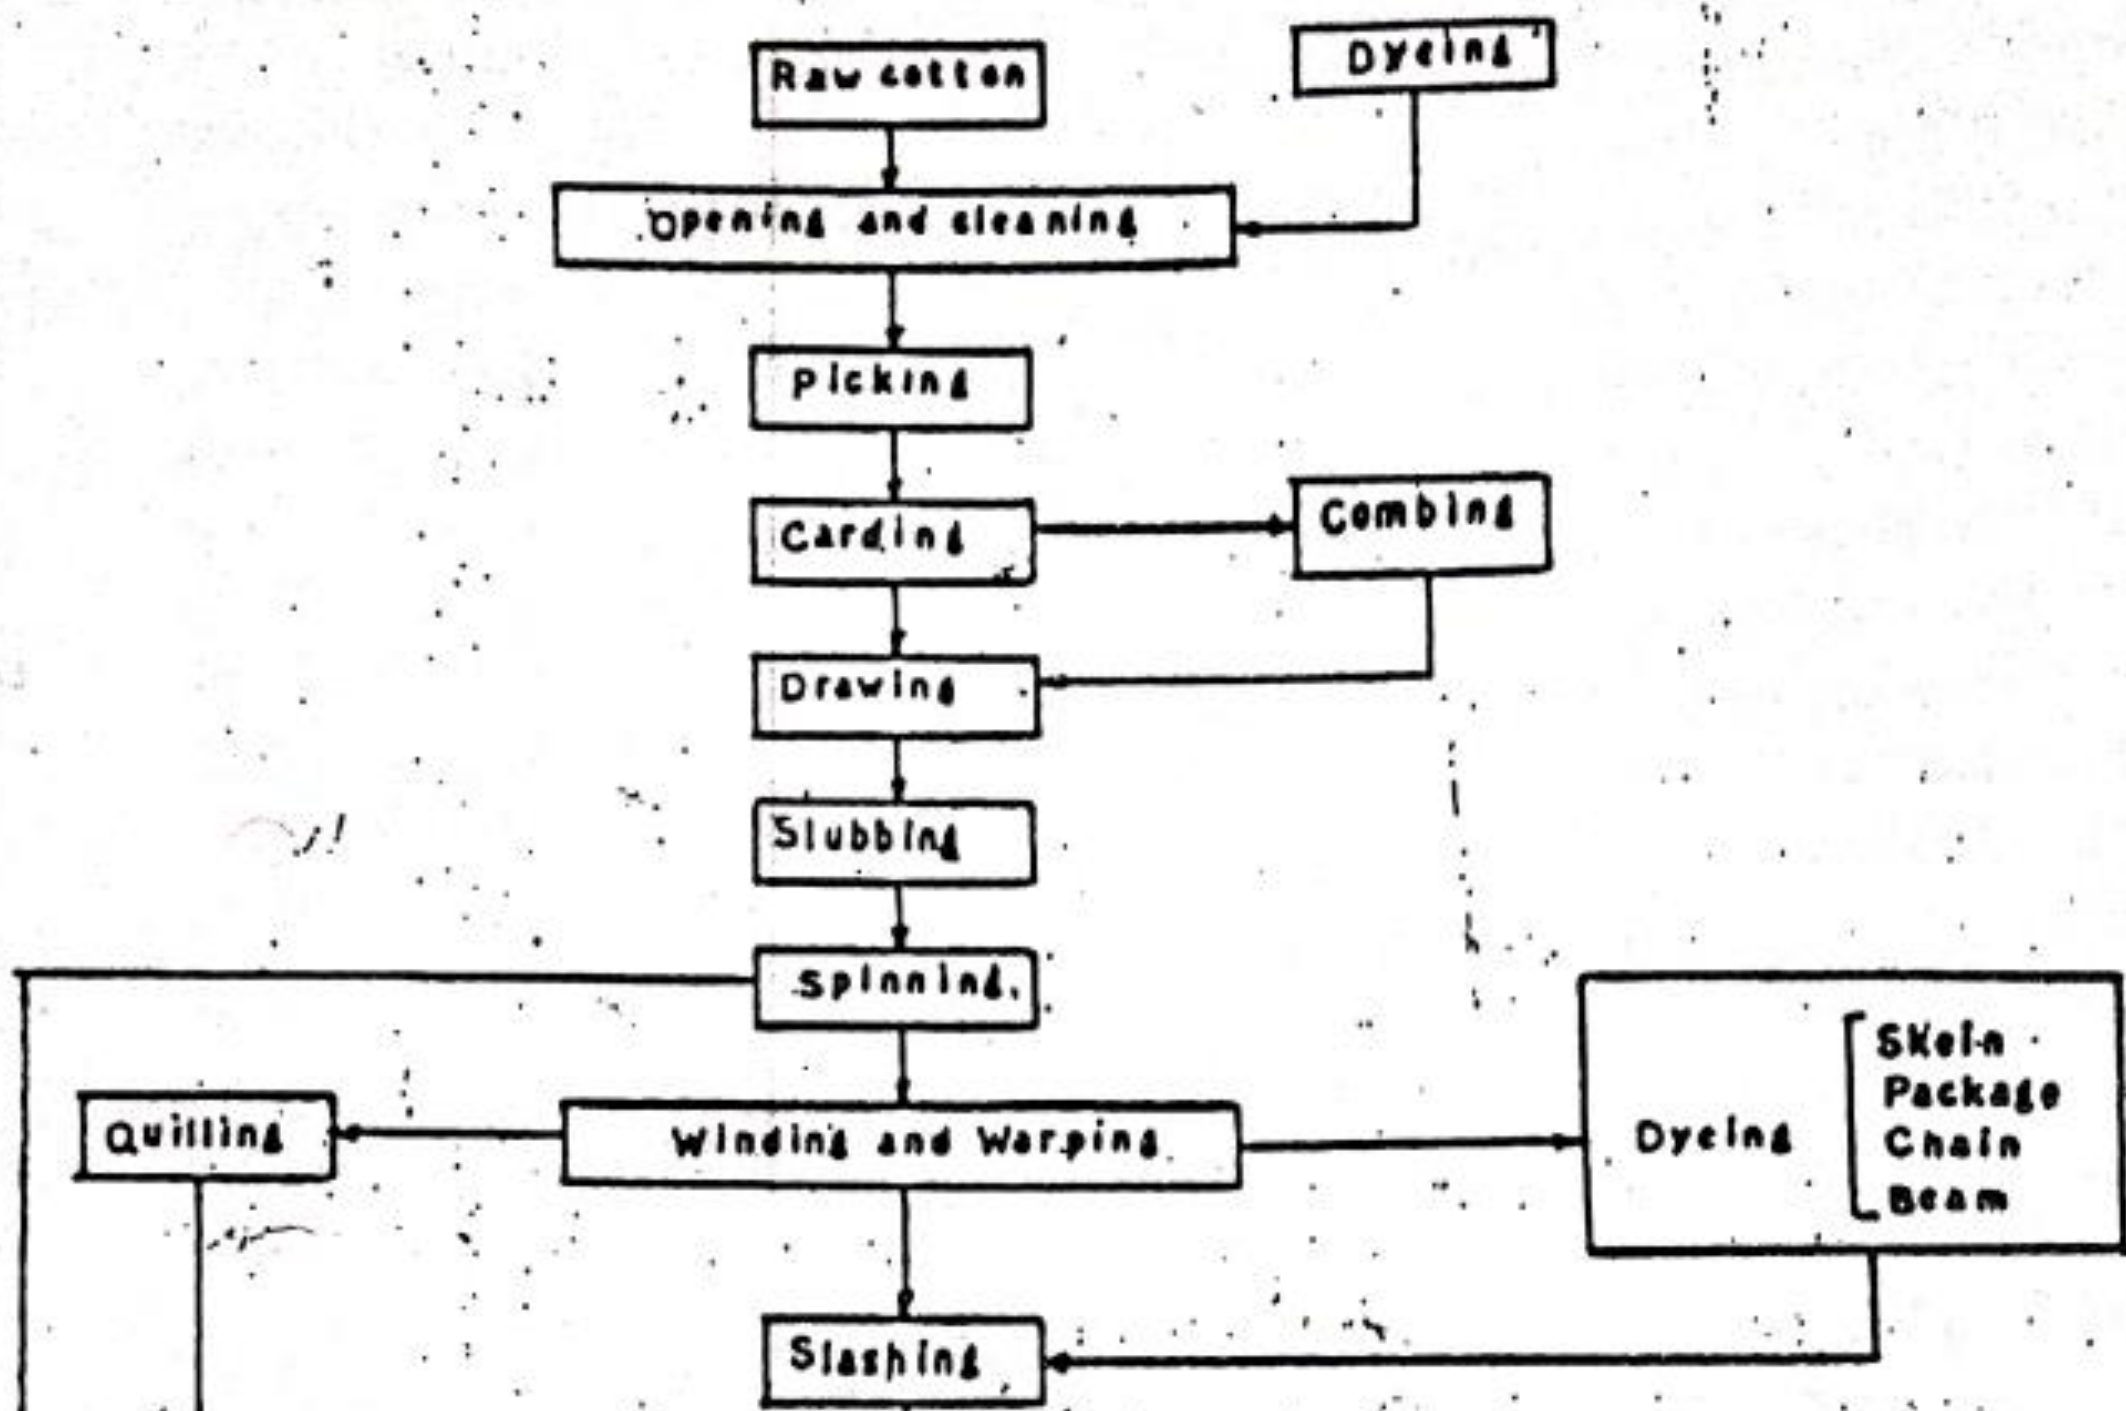 Raw cotton
Dyeing
Opening and cleaning
Picking
Carding
Combing
Drawing
Slubbing
Spinning
Quilling
Winding and Warping
Dyeing
Skein
Package
Chain
Beam
Slashing